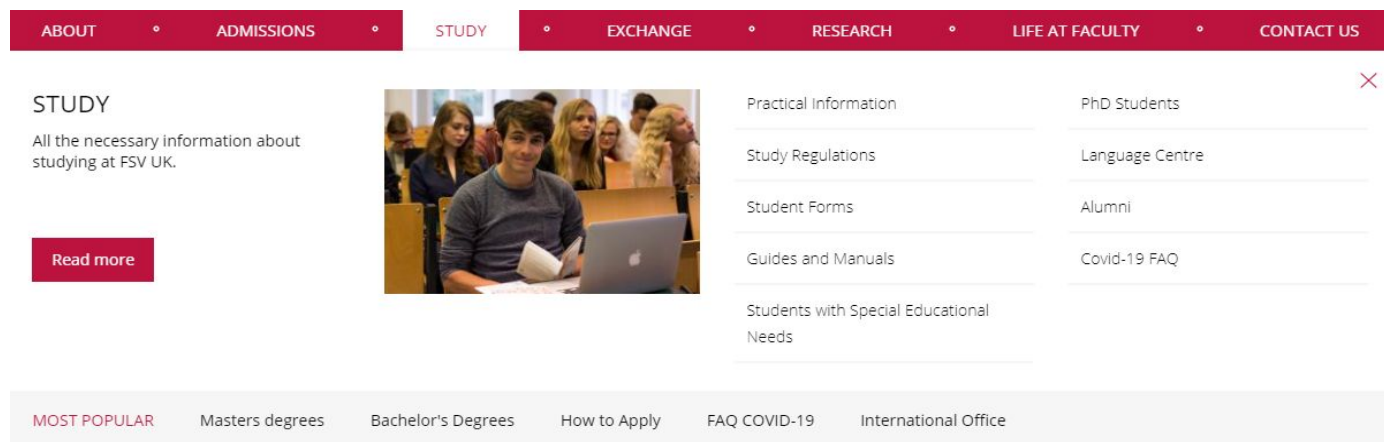 ABOUT ADMISSIONS STUDY EXCHANGE RESEARCH LIFE AT FACULTY CONTACT US
STUDY
All the necessary information about
studying at FSV UK.
Read more
Practical Information
Study Regulations
Student Forms
Guides and Manuals
Students with Special Educational
Needs
PhD Students
Language Centre
Alumni
Covid-19 FAQ
MOST POPULAR Masters degrees Bachelor's Degrees How to Apply FAQ COVID-19 International Office